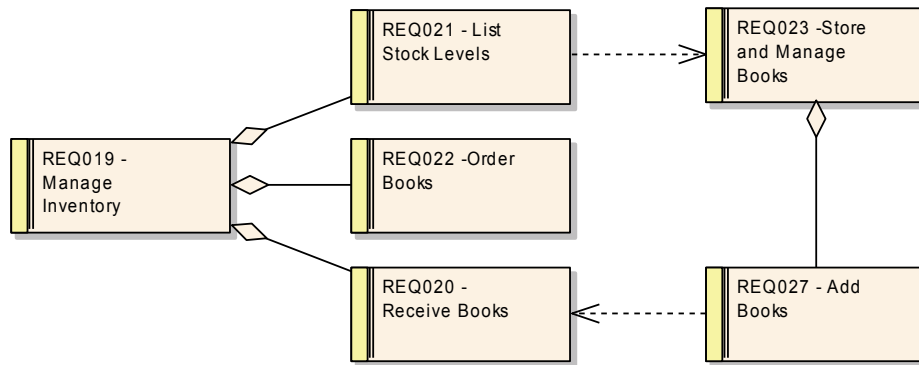 REQ021 - List
Stock Levels
REQ023 -Store
and Manage
Books
REQ019 -
Manage
Inventory
REQ022 -Order
Books
REQ020 -
Receive Books
REQ027 - Add
Books